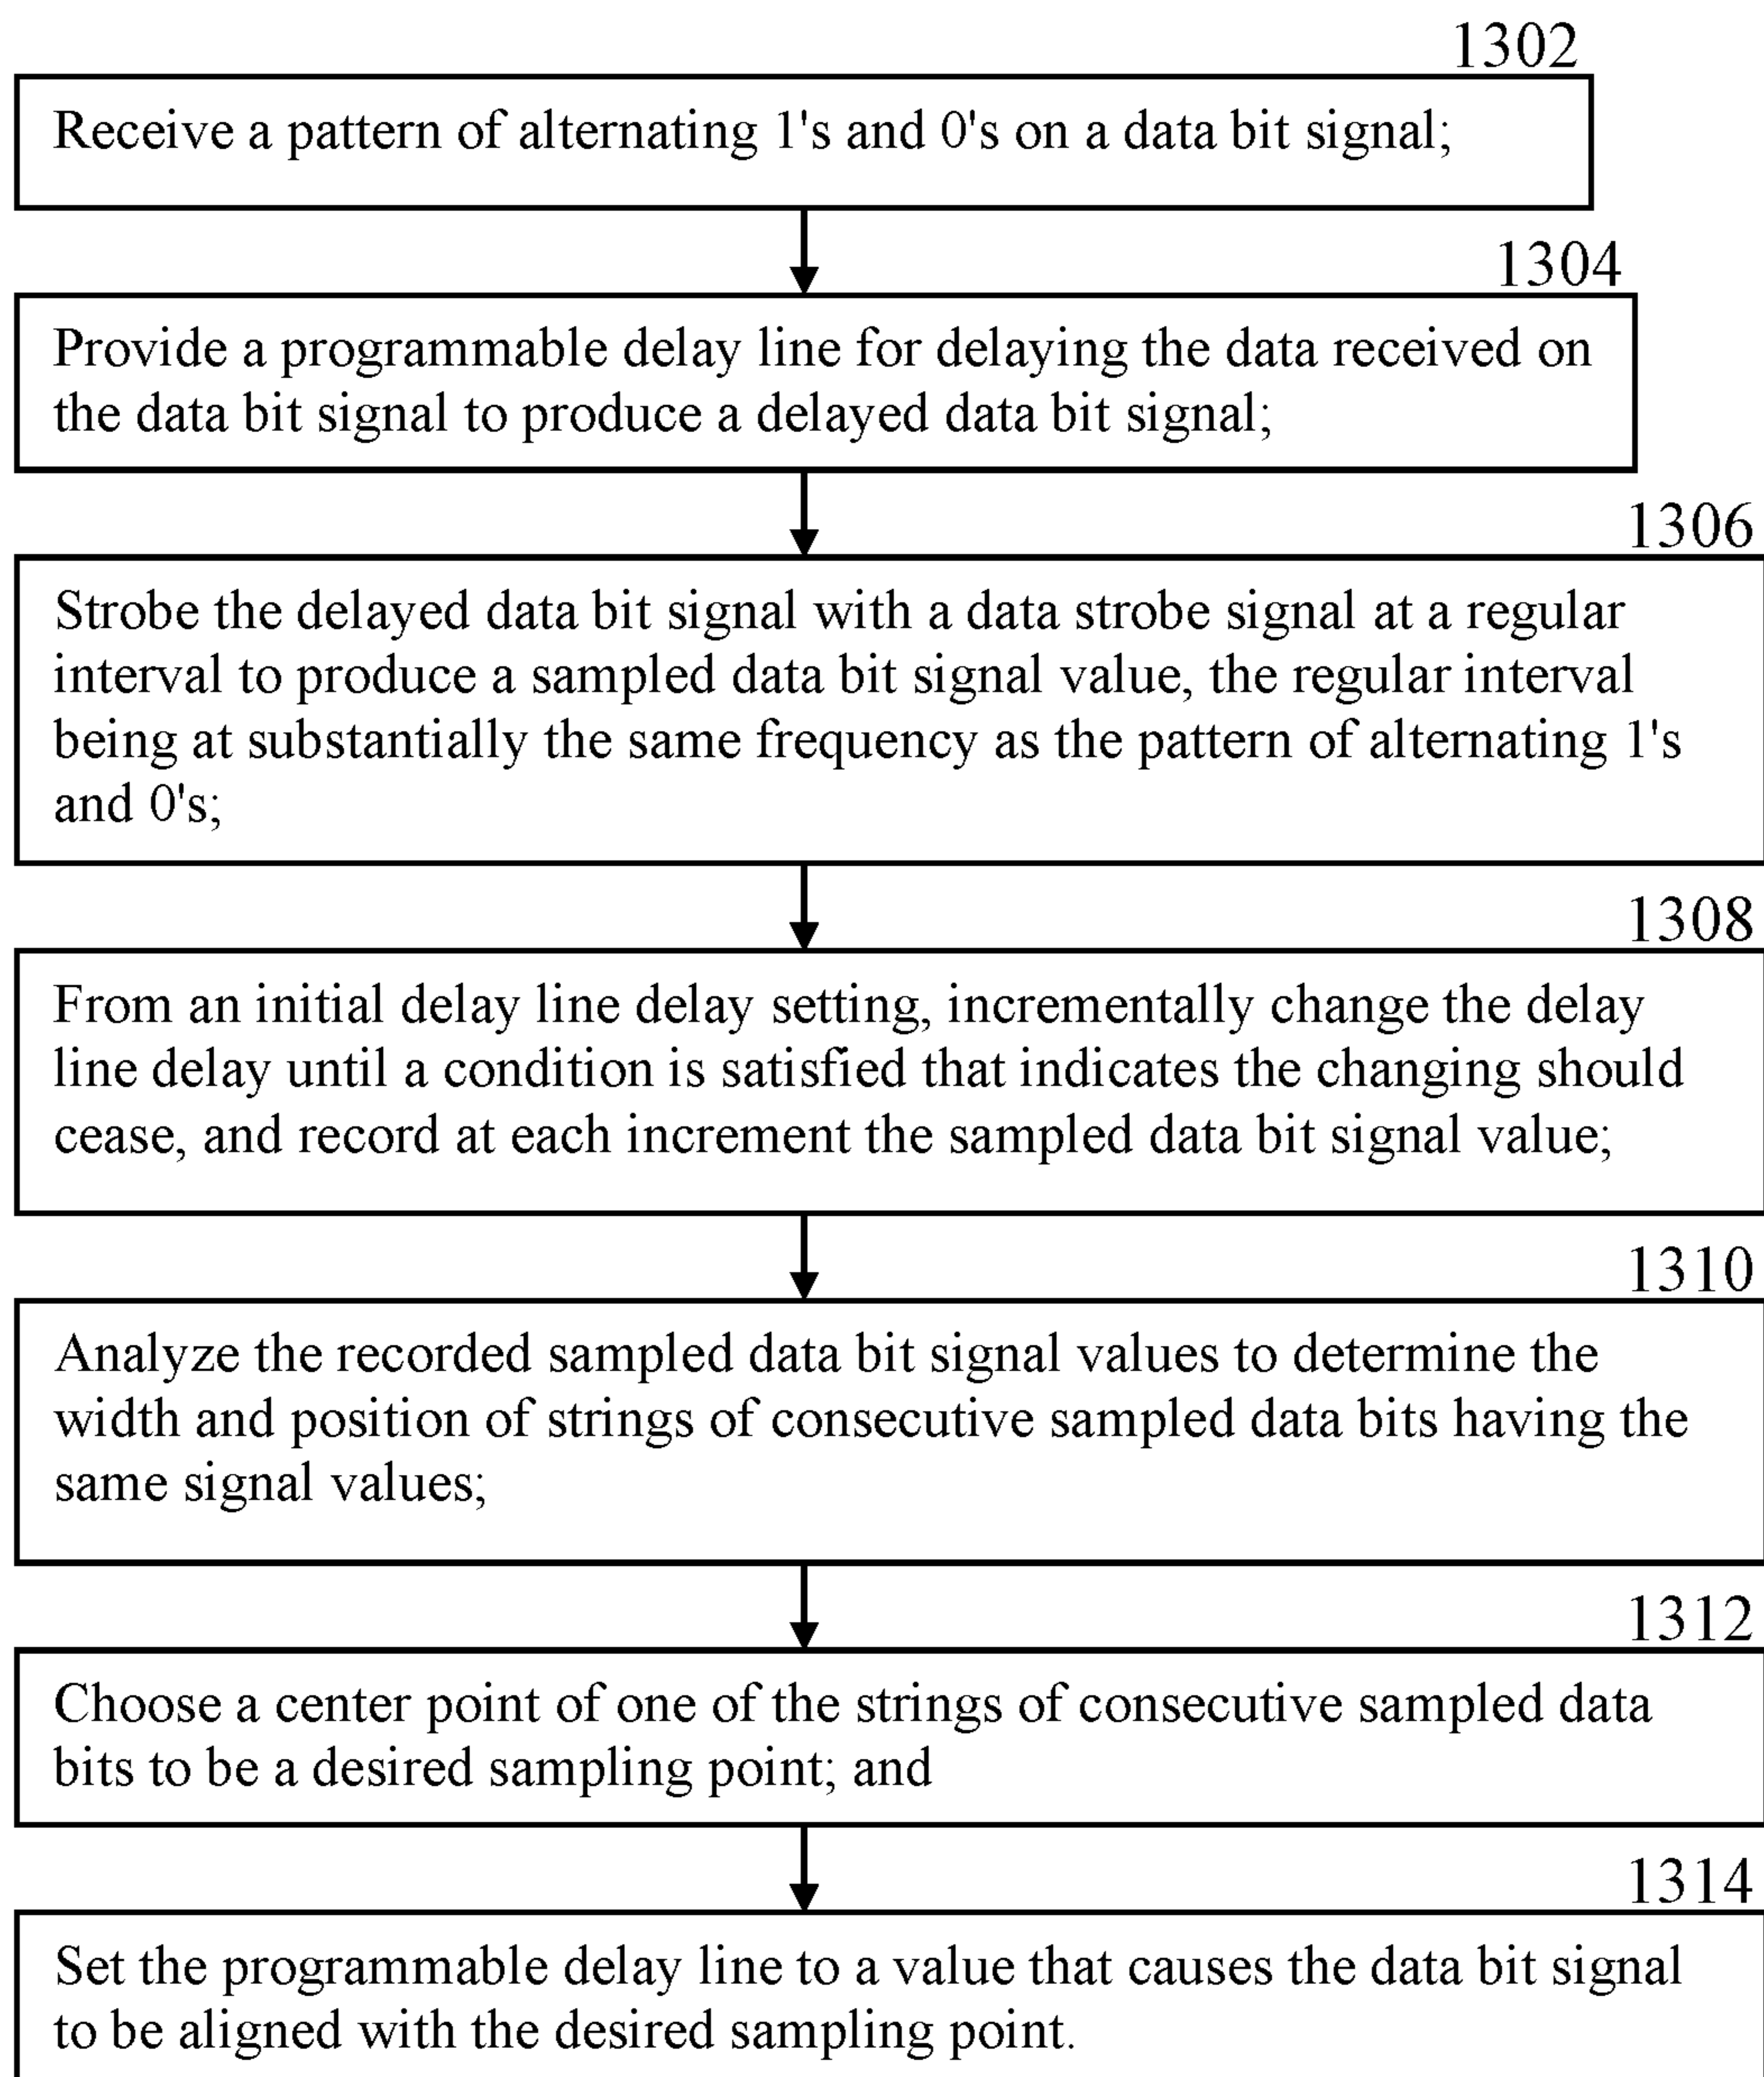 1302
Receive a pattern of alternating 1's and 0's on a data bit signal;
1304
Provide a programmable delay line for delaying the data received on
the data bit signal to produce a delayed data bit signal;
1306
Strobe the delayed data bit signal with a data strobe signal at a regular
interval to produce a sampled data bit signal value, the regular interval
being at substantially the same frequency as the pattern of alternating 1's
and 0's;
1308
From an initial delay line delay setting, incrementally change the delay
line delay until a condition is satisfied that indicates the changing should
cease, and record at each increment the sampled data bit signal value;
1310
Analyze the recorded sampled data bit signal values to determine the
width and position of strings of consecutive sampled data bits having the
same signal values;
1312
Choose a center point of one of the strings of consecutive sampled data
bits to be a desired sampling point; and
1314
Set the programmable delay line to a value that causes the data bit signal
to be aligned with the desired sampling point.